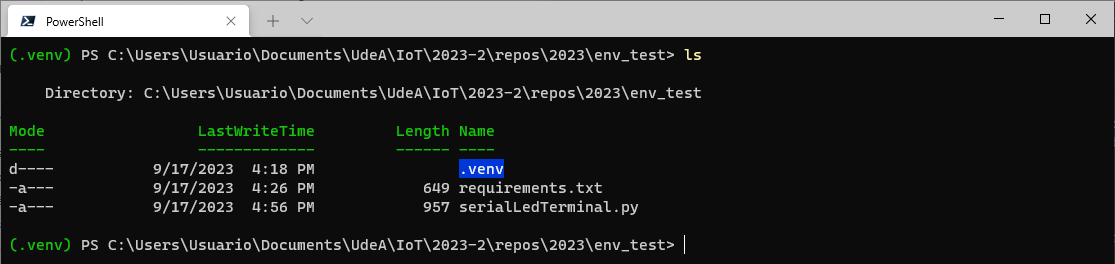 PowerShell
(.venv) PS C:\Users\Usuario\Documents\UdeA\IoT\2023-2\repos\2023\env_test> ls
Directory: C:\Users\Usuario\Documents\UdeA\IoT\2023-2\repos\2023\env_test
Mode                 LastWriteTime         Length Name
----                 -------------         ------ ----
d----           9/17/2023  4:18 PM                .venv
-a---           9/17/2023  4:26 PM            649 requirements.txt
-a---           9/17/2023  4:56 PM            957 serialLedTerminal.py
(.venv) PS C:\Users\Usuario\Documents\UdeA\IoT\2023-2\repos\2023\env_test>